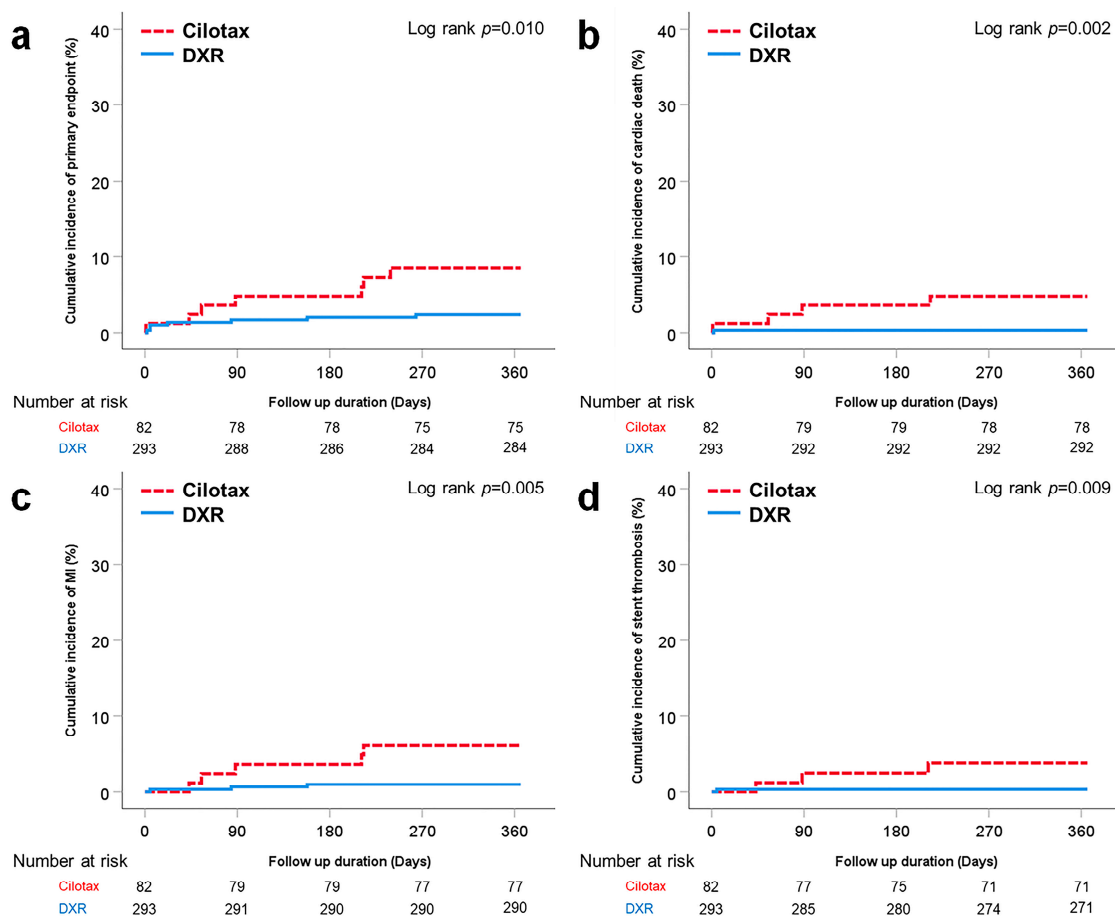 a
Cilotax
DXR
Log rank p=0.010
Cumulative incidence of primary endpoint (%)
40
30
20
10
0
0 90 180 270 360
Number at risk
Follow up duration (Days)
Cilotax 82 78 78 75 75
DXR 293 288 286 284 284
b
Cilotax
DXR
Log rank p=0.002
Cumulative incidence of cardiac death (%)
40
30
20
10
0
0 90 180 270 360
Number at risk
Follow up duration (Days)
Cilotax 82 79 79 78 78
DXR 293 292 292 292 292
c
Cilotax
DXR
Log rank p=0.005
Cumulative incidence of MI (%)
40
30
20
10
0
0 90 180 270 360
Number at risk
Follow up duration (Days)
Cilotax 82 79 79 77 77
DXR 293 291 290 290 290
d
Cilotax
DXR
Log rank p=0.009
Cumulative incidence of stent thrombosis (%)
40
30
20
10
0
0 90 180 270 360
Number at risk
Follow up duration (Days)
Cilotax 82 77 75 71 71
DXR 293 285 280 274 271